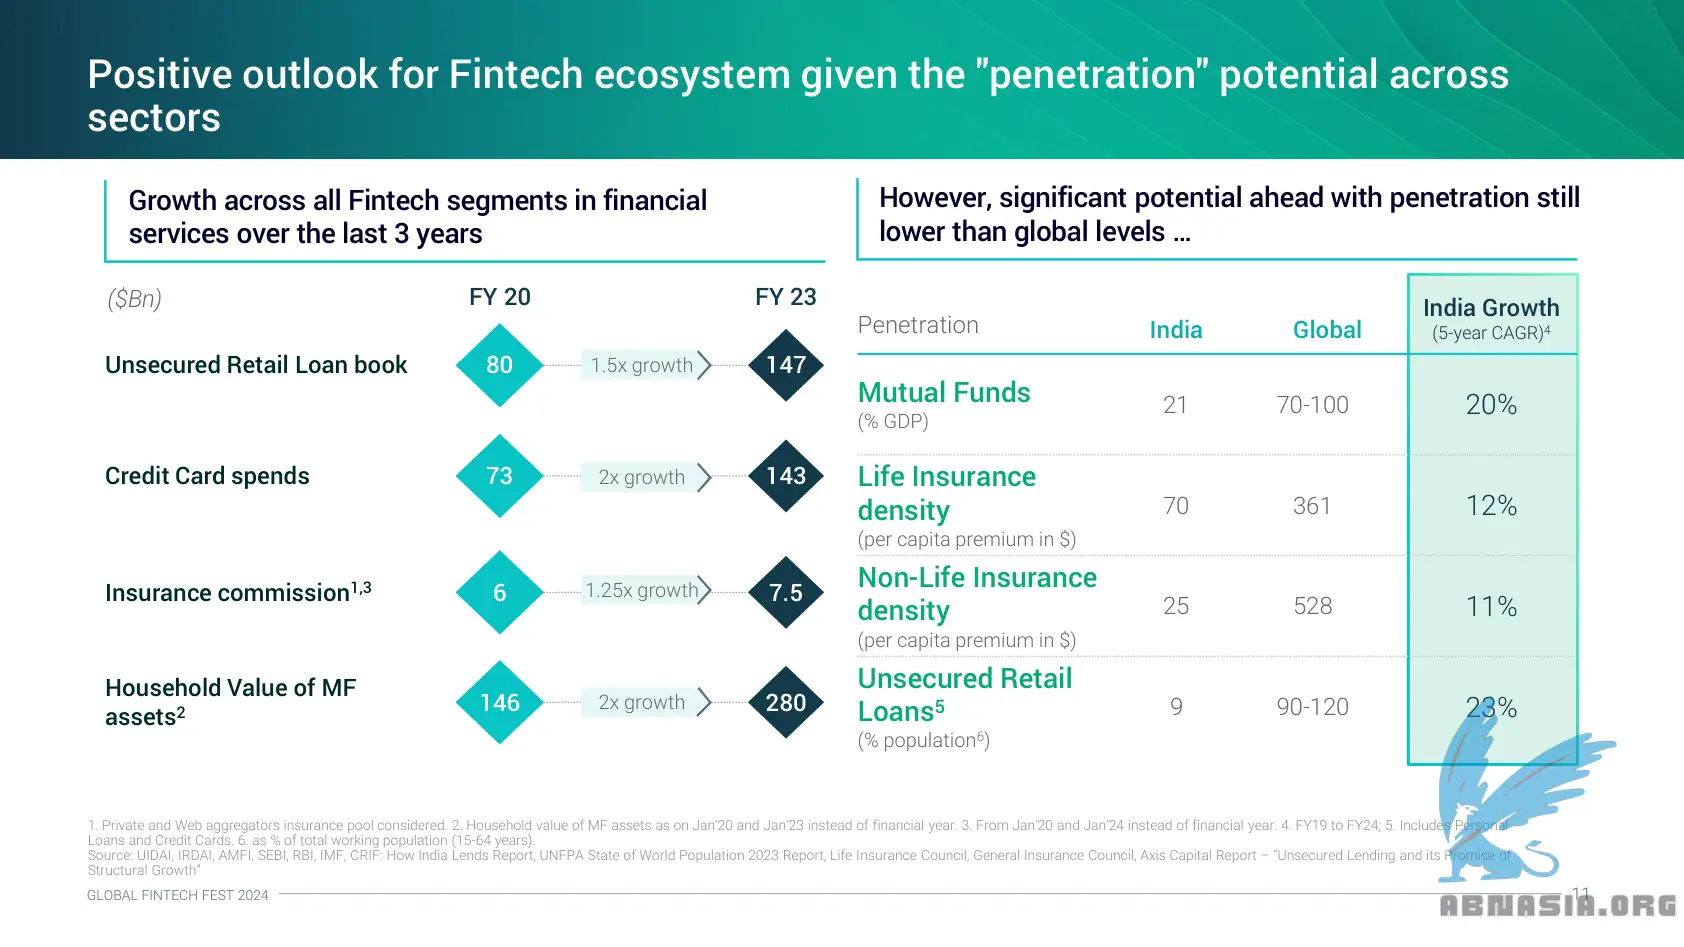 Positive outlook for Fintech ecosystem given the "penetration" potential across
sectors
Growth across all Fintech segments in financial
services over the last 3 years
($Bn)
FY 20
FY 23
Unsecured Retail Loan book
80
1.5x growth
147
Credit Card spends
73
2x growth
143
Insurance commission1,3
6
1.25x growth
7.5
Household Value of MF
assets2
146
2x growth
280
However, significant potential ahead with penetration still
lower than global levels ...
Penetration
India
Global
India Growth
(5-year CAGR)4
Mutual Funds
(% GDP)
21
70-100
20%
Life Insurance
density
(per capita premium in $)
70
361
12%
Non-Life Insurance
density
(per capita premium in $)
25
528
11%
Unsecured Retail
Loans5
(% population6)
9
90-120
23%
1. Private and Web aggregators insurance pool considered. 2. Household value of MF assets as on Jan'20 and Jan'23 instead of financial year. 3. From Jan'20 and Jan'24 instead of financial year. 4. FY19 to FY24; 5. Includes Personal
Loans and Credit Cards. 6. as % of total working population (15-64 years).
Source: UIDAI, IRDAI, AMFI, SEBI, RBI, IMF, CRIF: How India Lends Report, UNFPA State of World Population 2023 Report, Life Insurance Council, General Insurance Council, Axis Capital Report – "Unsecured Lending and its Promise of
Structural Growth"
GLOBAL FINTECH FEST 2024
11
ABNASIA.ORG